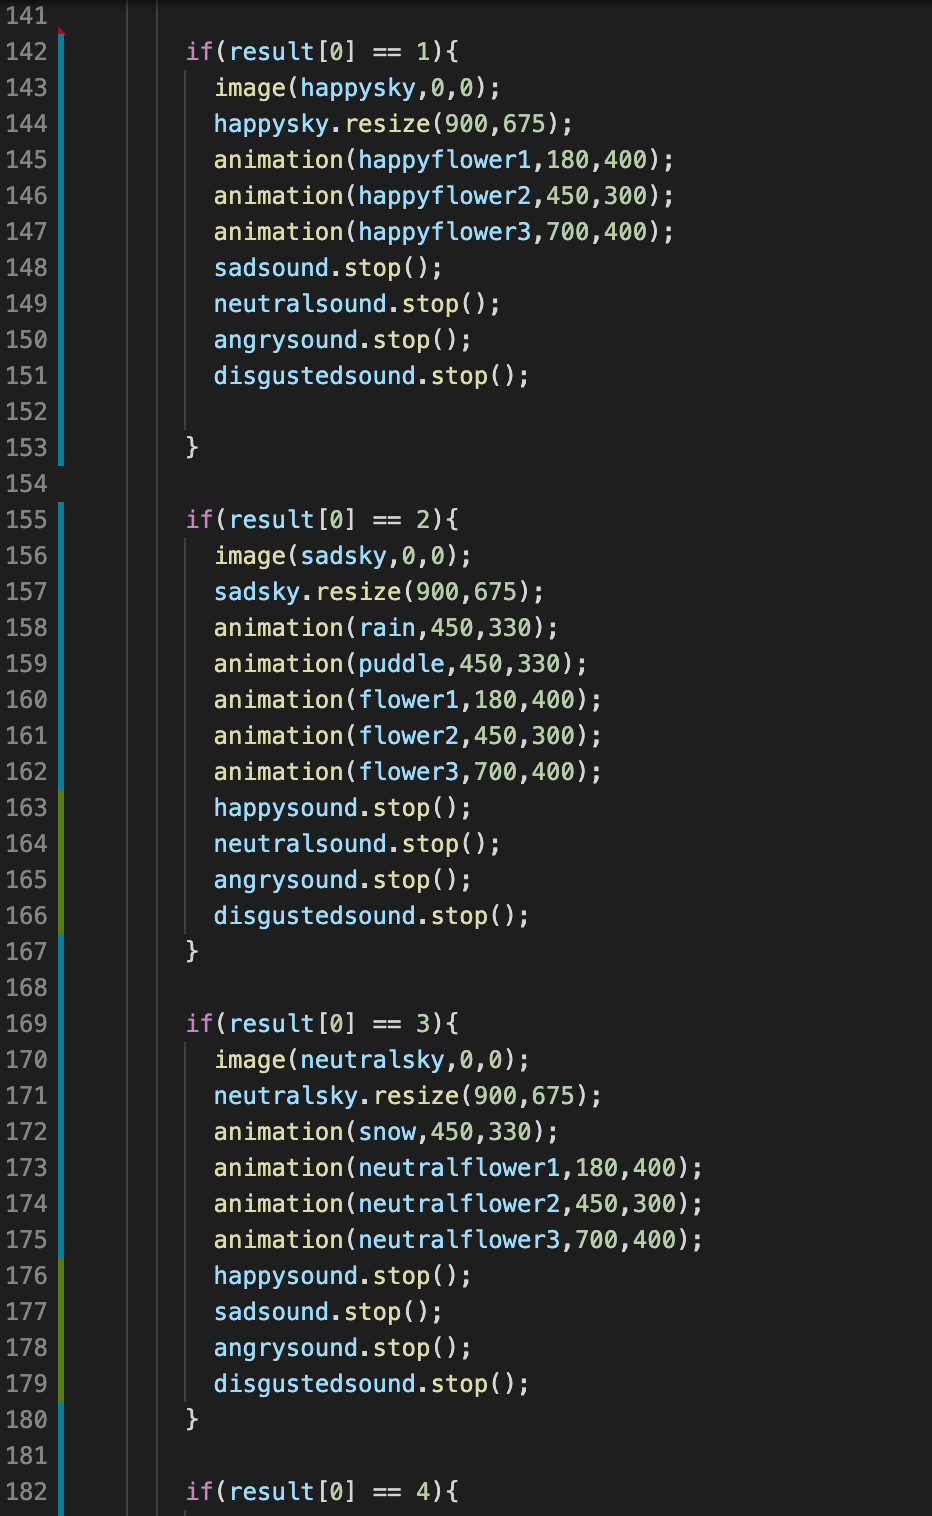 141
142 if(result[0] == 1){
143 image(happysky,0,0);
144 happysky.resize(900,675);
145 animation(happyflower1,180,400);
146 animation(happyflower2,450,300);
147 animation(happyflower3,700,400);
148 sadsound.stop();
149 neutralsound.stop();
150 angrysound.stop();
151 disgustedsound.stop();
152
153 }
154
155 if(result[0] == 2){
156 image(sadsky,0,0);
157 sadsky.resize(900,675);
158 animation(rain,450,330);
159 animation(puddle,450,330);
160 animation(flower1,180,400);
161 animation(flower2,450,300);
162 animation(flower3,700,400);
163 happysound.stop();
164 neutralsound.stop();
165 angrysound.stop();
166 disgustedsound.stop();
167 }
168
169 if(result[0] == 3){
170 image(neutralsky,0,0);
171 neutralsky.resize(900,675);
172 animation(snow,450,330);
173 animation(neutralflower1,180,400);
174 animation(neutralflower2,450,300);
175 animation(neutralflower3,700,400);
176 happysound.stop();
177 sadsound.stop();
178 angrysound.stop();
179 disgustedsound.stop();
180 }
181
182 if(result[0] == 4){